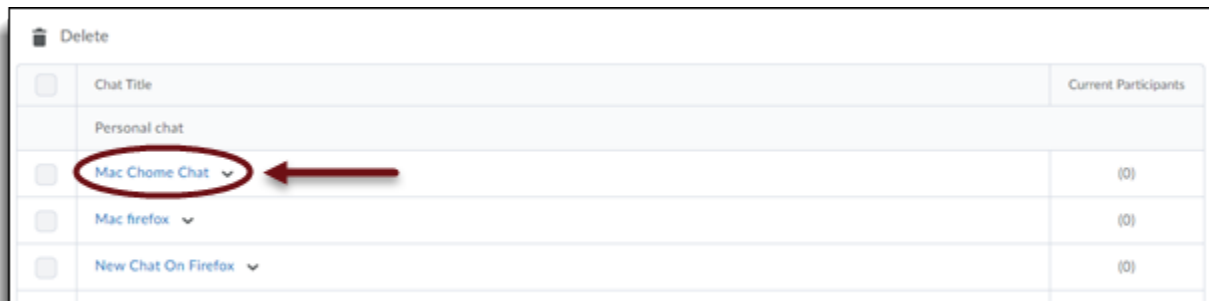 Delete
Chat Title Current Participants
Personal chat
Mac Chome Chat (0)
Mac firefox (0)
New Chat On Firefox (0)